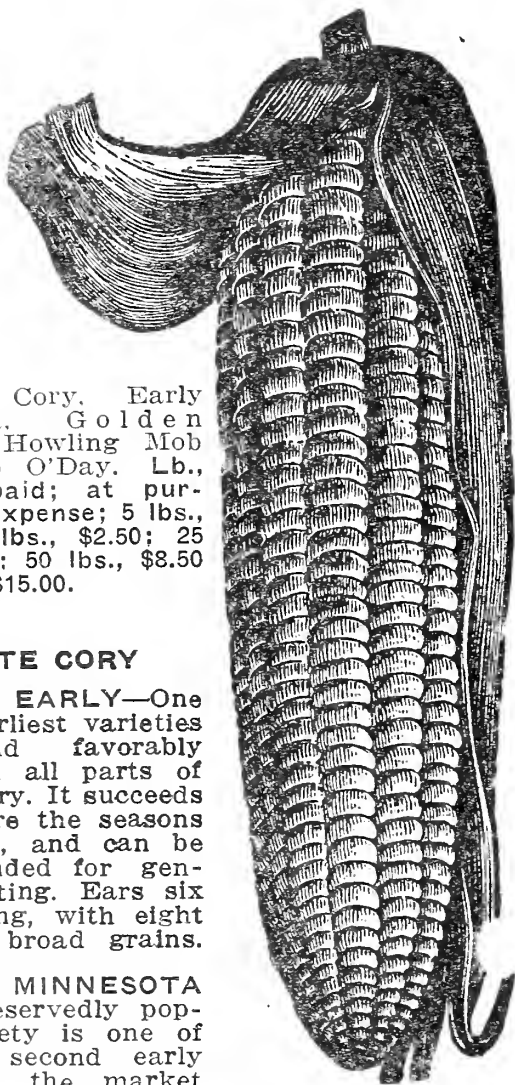 Cory, Early
Golden
Howling Mob
O'Day. Lb.,
paid; at pur-
xpense; 5 lbs.,
lbs., $2.50; 25
; 50 lbs., $8.50
$15.00.
TE CORY
EARLY—One
rliest varieties
d favorably
all parts of
ry. It succeeds
re the seasons
, and can be
ded for gen-
ting. Ears six
ng, with eight
broad grains.
MINNESOTA
eservedly pop-
ety is one of
second early
the market